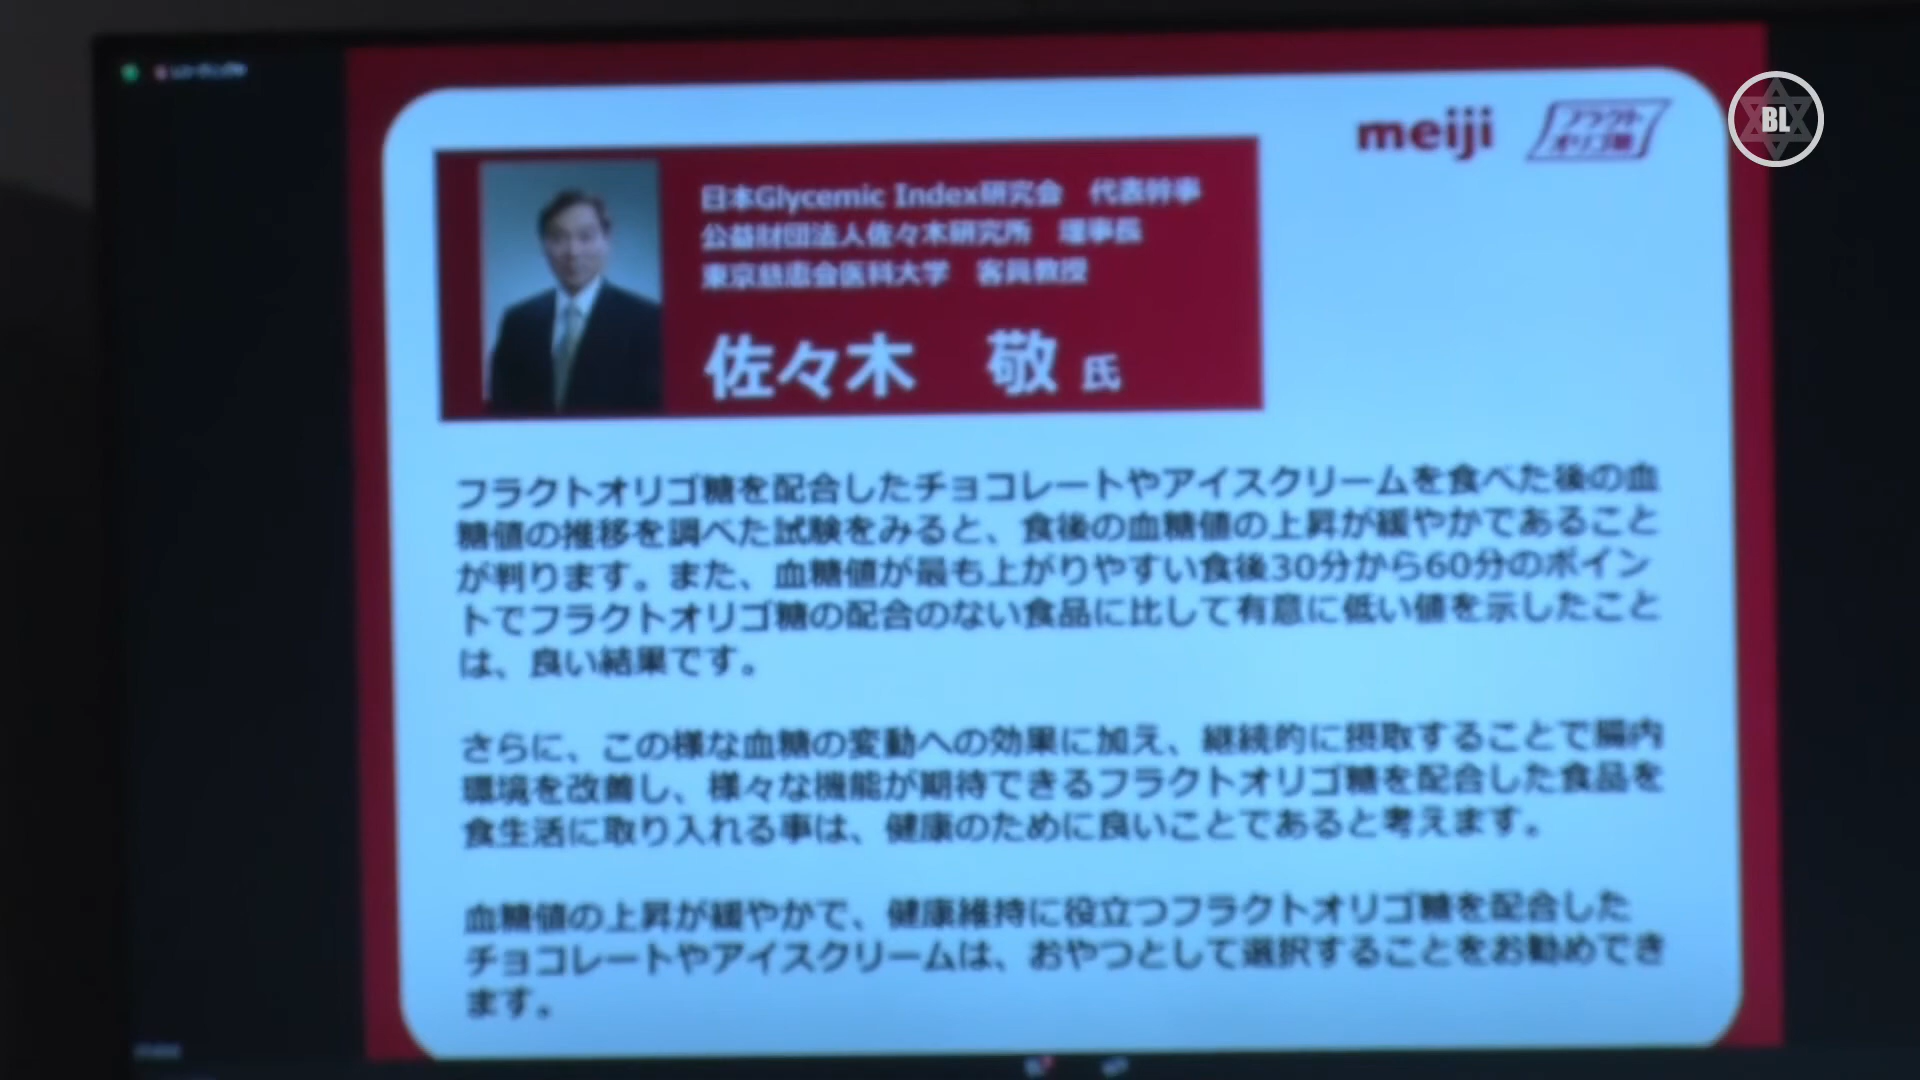 meiji
フラクト
オリゴ糖
BL
日本Glycemic Index研究会 代表幹事
公益財団法人佐々木研究所 理事長
東京慈恵会医科大学 客員教授
佐々木 敬 氏
フラクトオリゴ糖を配合したチョコレートやアイスクリームを食べた後の血
糖値の推移を調べた試験をみると、食後の血糖値の上昇が緩やかであること
が判ります。また、血糖値が最も上がりやすい食後30分から60分のポイン
トでフラクトオリゴ糖の配合のない食品に比して有意に低い値を示したこと
は、良い結果です。
さらに、この様な血糖の変動への効果に加え、継続的に摂取することで腸内
環境を改善し、様々な機能が期待できるフラクトオリゴ糖を配合した食品を
食生活に取り入れる事は、健康のために良いことであると考えます。
血糖値の上昇が緩やかで、健康維持に役立つフラクトオリゴ糖を配合した
チョコレートやアイスクリームは、おやつとして選択することをお勧めでき
ます。